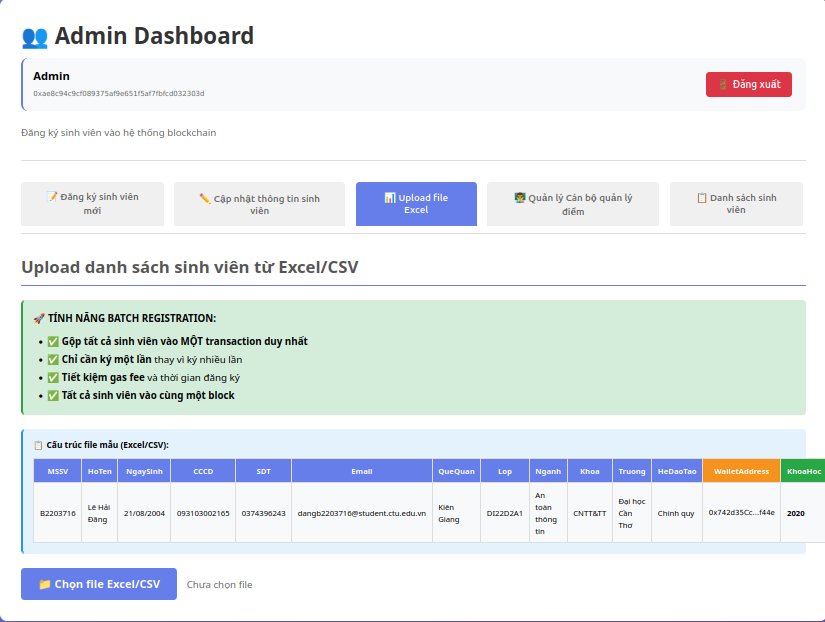 👥 Admin Dashboard
Admin
0xae8c94c9cf089375af9e651f5af7fbfcd032303d
Đăng xuất
Đăng ký sinh viên vào hệ thống blockchain
📝 Đăng ký sinh viên
mới
✏️ Cập nhật thông tin sinh
viên
📊 Upload file
Excel
👨‍🏫 Quản lý Cán bộ quản lý
điểm
📋 Danh sách sinh
viên
Upload danh sách sinh viên từ Excel/CSV
🚀 TÍNH NĂNG BATCH REGISTRATION:
• ✅ Gộp tất cả sinh viên vào MỘT transaction duy nhất
• ✅ Chỉ cần ký một lần thay vì ký nhiều lần
• ✅ Tiết kiệm gas fee và thời gian đăng ký
• ✅ Tất cả sinh viên vào cùng một block
📋 Cấu trúc file mẫu (Excel/CSV):
MSSV HoTen NgaySinh CCCD SDT Email QueQuan Lop Nganh Khoa Truong HeDaoTao WalletAddress KhoaHoc
B2203716 Lê Hải Đăng 21/08/2004 093103002165 0374396243 dangb2203716@student.ctu.edu.vn Kiên Giang DI22D2A1 An toàn thông tin CNTT&TT Đại học Cần Thơ Chính quy 0x742d35Cc...f44e 2020
📁 Chọn file Excel/CSV
Chưa chọn file